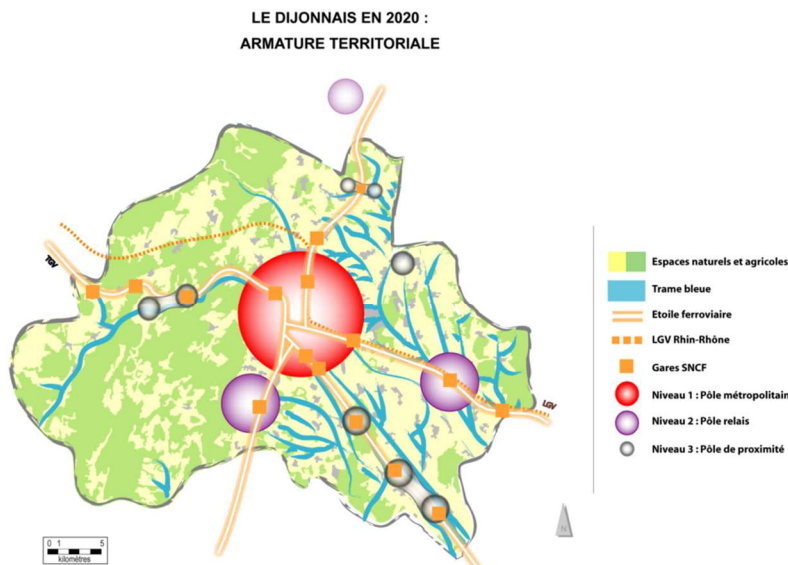 LE DIJONNAIS EN 2020 :
ARMATURE TERRITORIALE
TGV
LGV
Espaces naturels et agricoles
Trame bleue
Etoile ferroviaire
LGV Rhin-Rhône
Gares SNCF
Niveau 1 : Pôle métropolitain
Niveau 2 : Pôle relais
Niveau 3 : Pôle de proximité
0 1 5
kilomètres
N